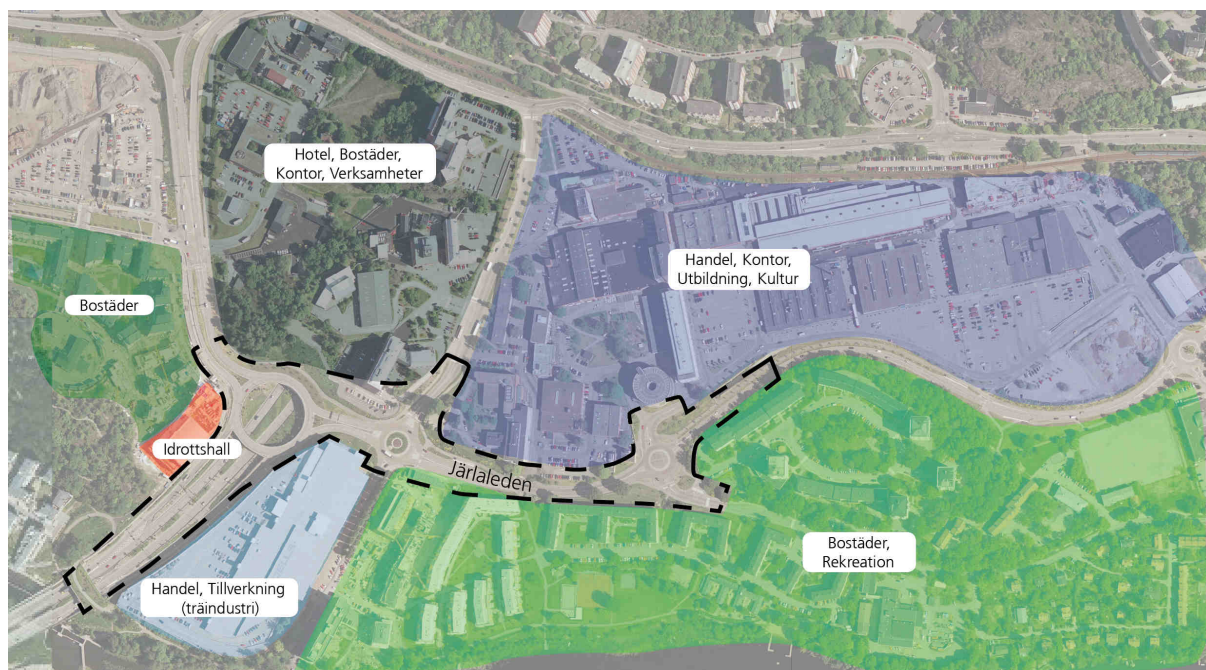 Hotel, Bostäder,
Kontor, Verksamheter
Handel, Kontor,
Utbildning, Kultur
Bostäder
Idrottshall
Järlaleden
Bostäder,
Rekreation
Handel, Tillverkning
(träindustri)